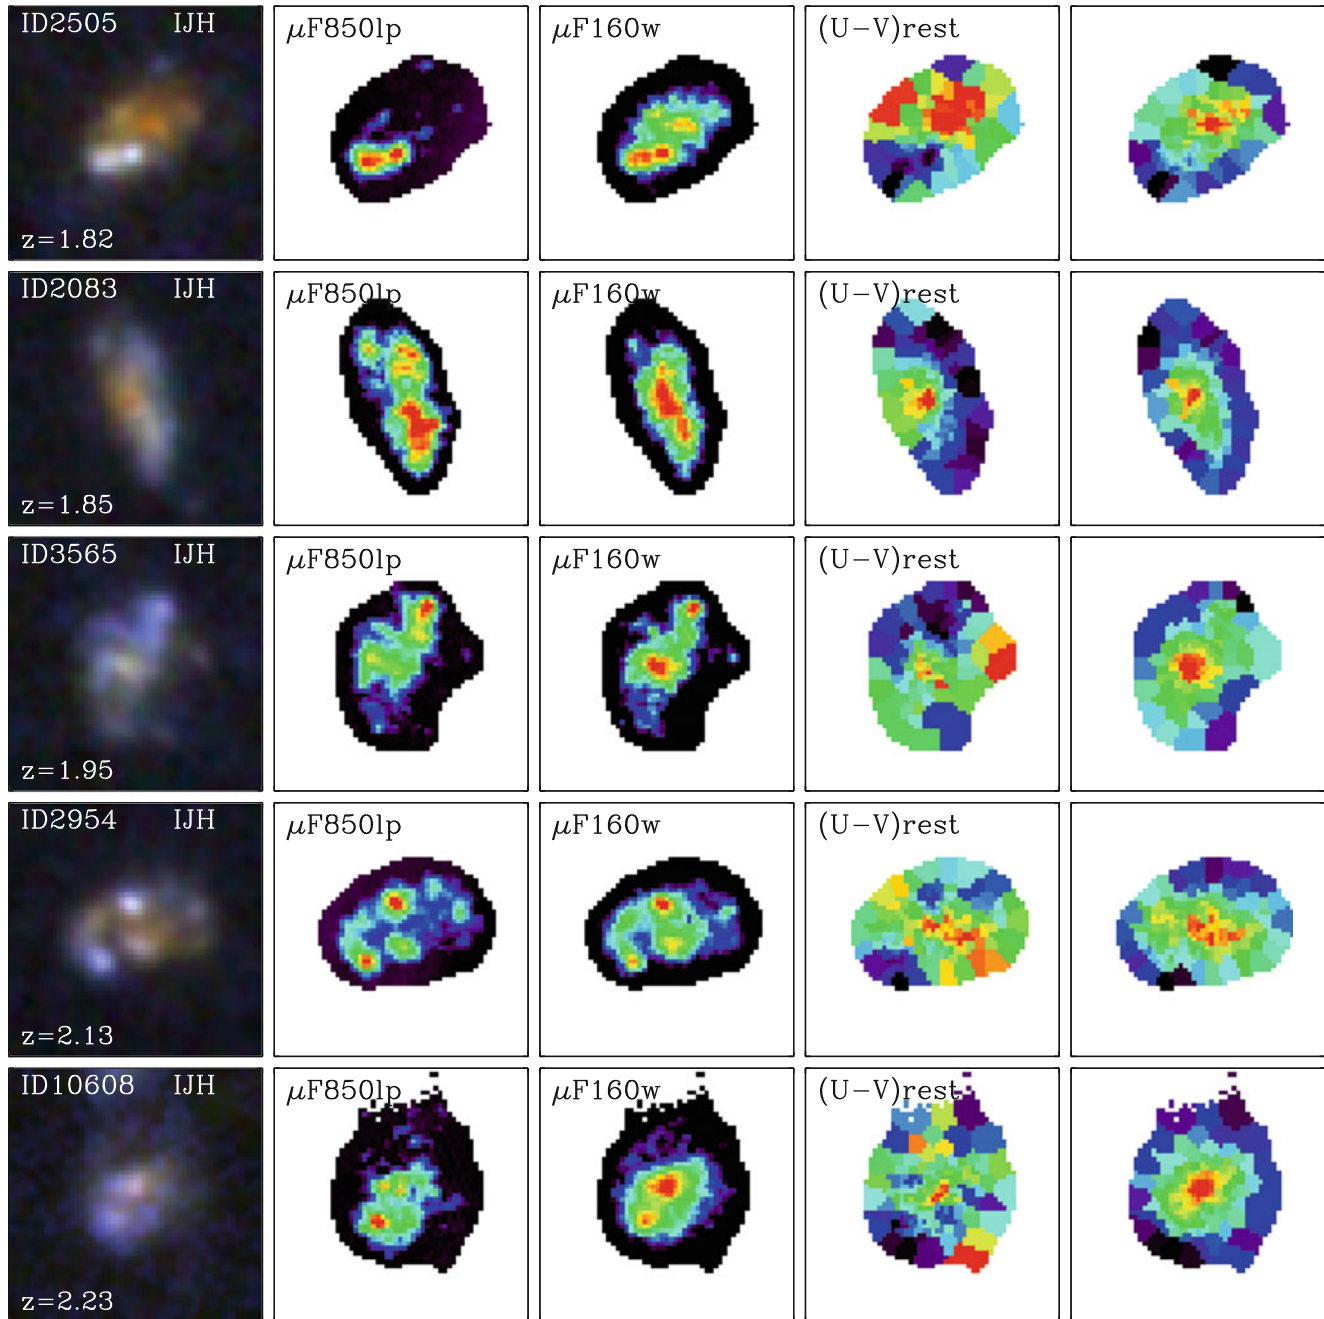 ID2505 IJH μF850lp μF160w (U−V)rest
z=1.82
ID2083 IJH μF850lp μF160w (U−V)rest
z=1.85
ID3565 IJH μF850lp μF160w (U−V)rest
z=1.95
ID2954 IJH μF850lp μF160w (U−V)rest
z=2.13
ID10608 IJH μF850lp μF160w (U−V)rest
z=2.23